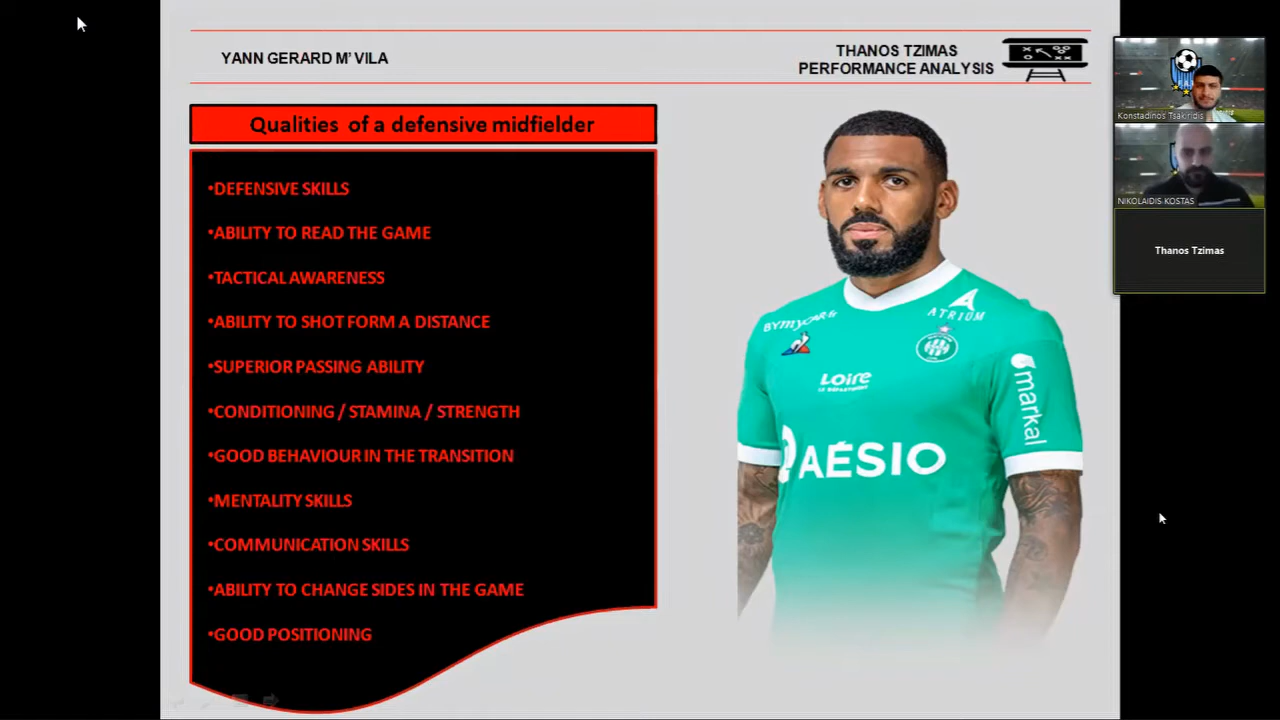 YANN GERARD M' VILA
THANOS TZIMAS
PERFORMANCE ANALYSIS
Qualities of a defensive midfielder
•DEFENSIVE SKILLS
•ABILITY TO READ THE GAME
•TACTICAL AWARENESS
•ABILITY TO SHOT FORM A DISTANCE
•SUPERIOR PASSING ABILITY
•CONDITIONING / STAMINA / STRENGTH
•GOOD BEHAVIOUR IN THE TRANSITION
•MENTALITY SKILLS
•COMMUNICATION SKILLS
•ABILITY TO CHANGE SIDES IN THE GAME
•GOOD POSITIONING
BYmyCAR.fr
ATRIUM
LOIRE
LE DÉPARTEMENT
markal
AÉSIO
Konstadinos Tsakiridis
NIKOLAIDIS KOSTAS
Thanos Tzimas